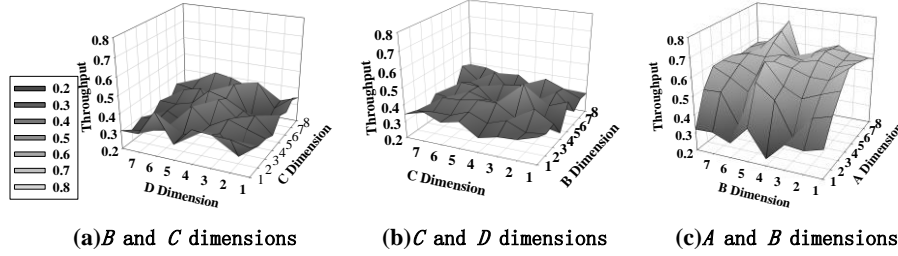 0.2
0.3
0.4
0.5
0.6
0.7
0.8
Throughput
0.8
0.7
0.6
0.5
0.4
0.3
0.2
7 6 5 4 3 2 1
D Dimension
1 2 3 4 5 6 7 8
C Dimension
(a)B and C dimensions
Throughput
0.8
0.7
0.6
0.5
0.4
0.3
0.2
7 6 5 4 3 2 1
C Dimension
1 2 3 4 5 6 7 8
B Dimension
(b)C and D dimensions
Throughput
0.8
0.7
0.6
0.5
0.4
0.3
0.2
7 6 5 4 3 2 1
B Dimension
1 2 3 4 5 6 7 8
A Dimension
(c)A and B dimensions